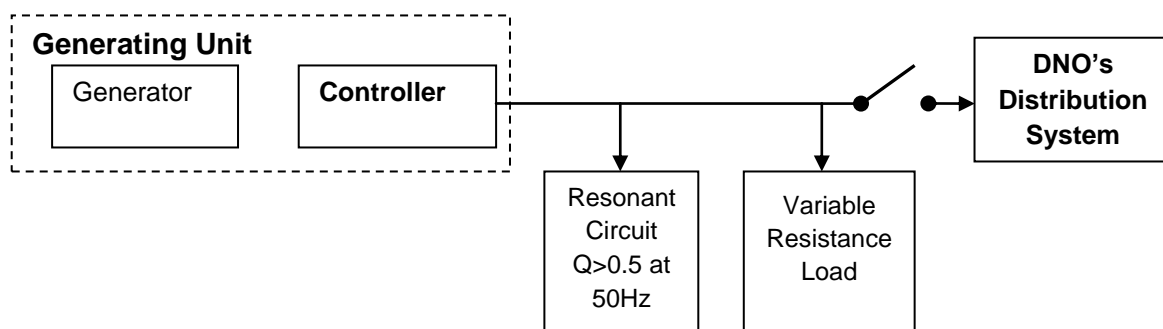 Generating Unit
Generator
Controller
DNO's
Distribution
System
Resonant
Circuit
Q>0.5 at
50Hz
Variable
Resistance
Load